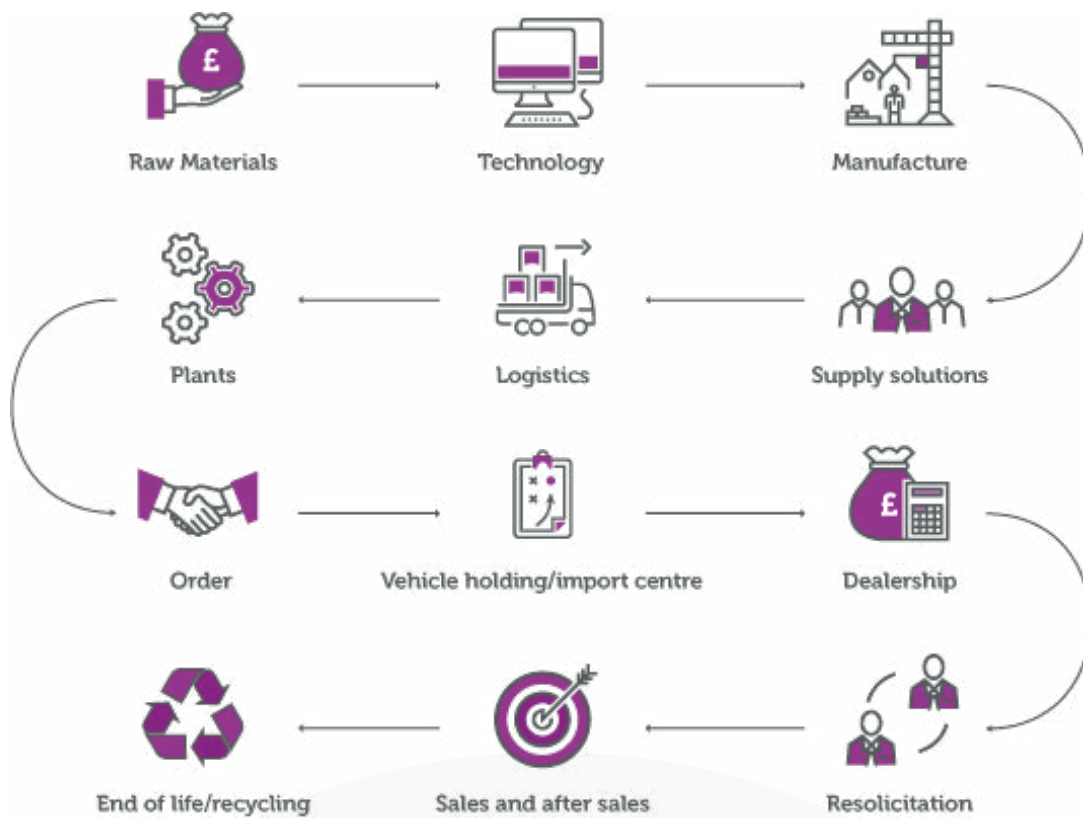 £
Raw Materials
Technology
Manufacture
Plants
Logistics
Supply solutions
£
Order
Vehicle holding/import centre
Dealership
End of life/recycling
Sales and after sales
Resolicitation